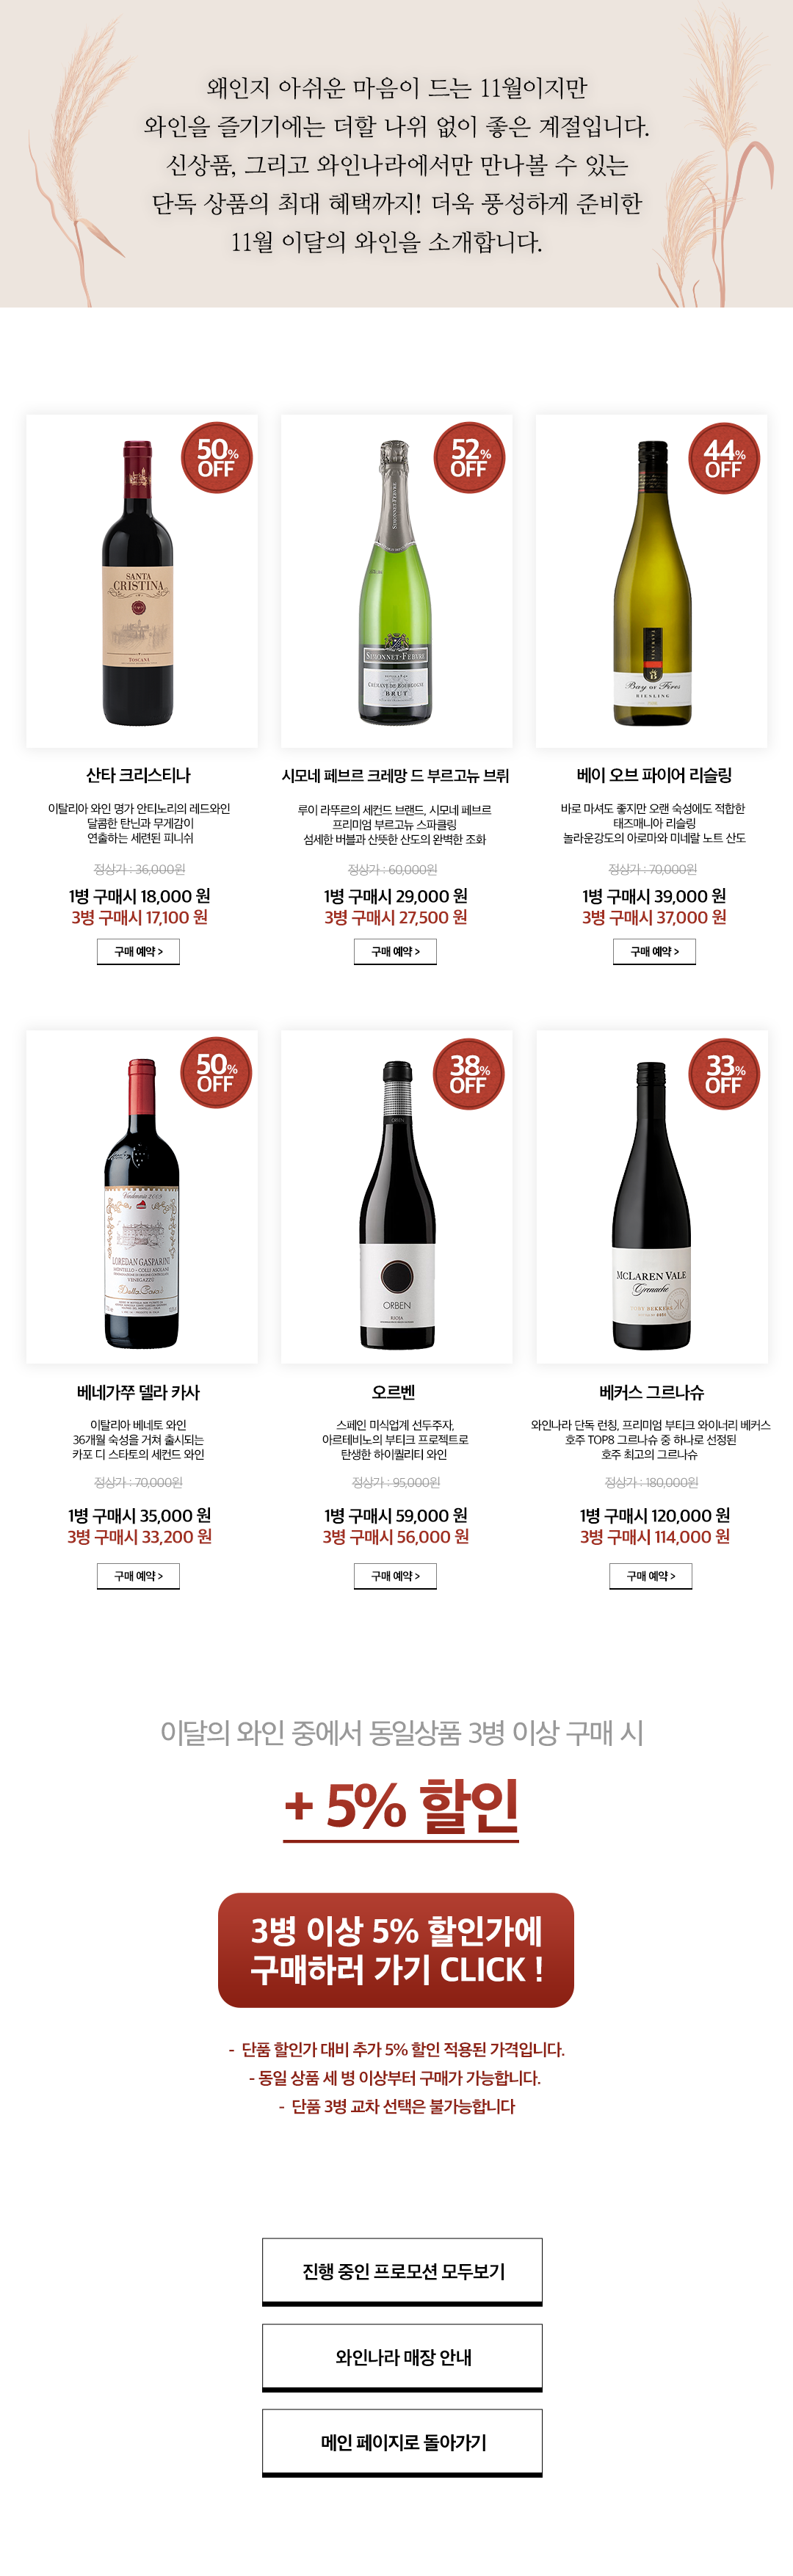 왜인지 아쉬운 마음이 드는 11월이지만
와인을 즐기기에는 더할 나위 없이 좋은 계절입니다.
신상품, 그리고 와인나라에서만 만나볼 수 있는
단독 상품의 최대 혜택까지! 더욱 풍성하게 준비한
11월 이달의 와인을 소개합니다.
50%
OFF
SANTA
CRISTINA
TOSCANA
산타 크리스티나
이탈리아 와인 명가 안티노리의 레드와인
달콤한 탄닌과 무게감이
연출하는 세련된 피니쉬
정상가 : 36,000원
1병 구매시 18,000 원
3병 구매시 17,100 원
구매 예약 >
52%
OFF
SIMONNET-FEBVRE
SIMONNET-FEBVRE
CRÉMANT DE BOURGOGNE
BRUT
시모네 페브르 크레망 드 부르고뉴 브뤼
루이 라뚜르의 세컨드 브랜드, 시모네 페브르
프리미엄 부르고뉴 스파클링
섬세한 버블과 산뜻한 산도의 완벽한 조화
정상가 : 60,000원
1병 구매시 29,000 원
3병 구매시 27,500 원
구매 예약 >
44%
OFF
Bay of Fires
RIESLING
베이 오브 파이어 리슬링
바로 마셔도 좋지만 오랜 숙성에도 적합한
태즈매니아 리슬링
놀라운강도의 아로마와 미네랄 노트 산도
정상가 : 70,000원
1병 구매시 39,000 원
3병 구매시 37,000 원
구매 예약 >
50%
OFF
Vendemmia 2009
LOREDAN GASPARINI
MONTELLO - COLLI ASOLANI
VENEGAZZÙ
Della Casa
베네가쭈 델라 카사
이탈리아 베네토 와인
36개월 숙성을 거쳐 출시되는
카포 디 스타토의 세컨드 와인
정상가 : 70,000원
1병 구매시 35,000 원
3병 구매시 33,200 원
구매 예약 >
38%
OFF
ORBEN
ORBEN
RIOJA
오르벤
스페인 미식업계 선두주자,
아르테비노의 부티크 프로젝트로
탄생한 하이퀄리티 와인
정상가 : 95,000원
1병 구매시 59,000 원
3병 구매시 56,000 원
구매 예약 >
33%
OFF
MCLAREN VALE
Grenache
베커스 그르나슈
와인나라 단독 런칭, 프리미엄 부티크 와이너리 베커스
호주 TOP8 그르나슈 중 하나로 선정된
호주 최고의 그르나슈
정상가 : 180,000원
1병 구매시 120,000 원
3병 구매시 114,000 원
구매 예약 >
이달의 와인 중에서 동일상품 3병 이상 구매 시
+ 5% 할인
3병 이상 5% 할인가에
구매하러 가기 CLICK !
- 단품 할인가 대비 추가 5% 할인 적용된 가격입니다.
- 동일 상품 세 병 이상부터 구매가 가능합니다.
- 단품 3병 교차 선택은 불가능합니다
진행 중인 프로모션 모두보기
와인나라 매장 안내
메인 페이지로 돌아가기